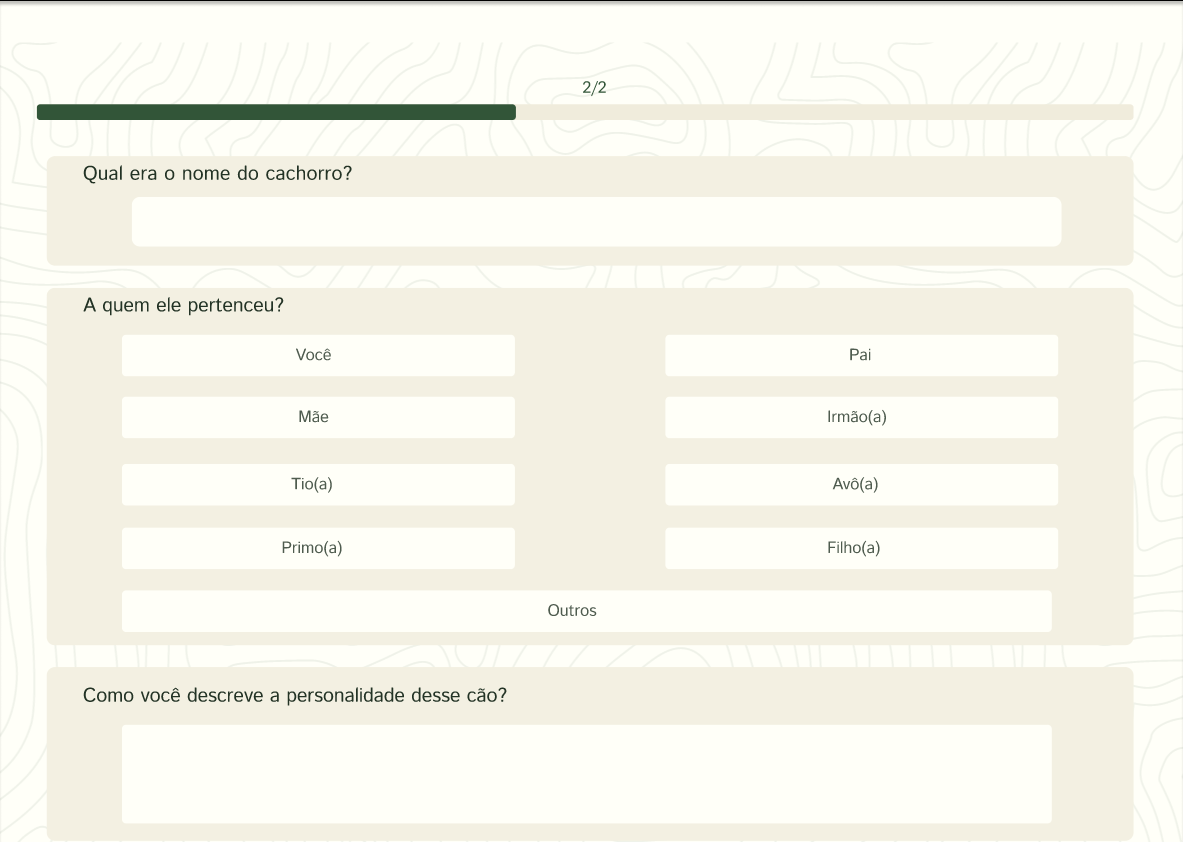 2/2
Qual era o nome do cachorro?
A quem ele pertenceu?
Você
Pai
Mãe
Irmão(a)
Tio(a)
Avô(a)
Primo(a)
Filho(a)
Outros
Como você descreve a personalidade desse cão?